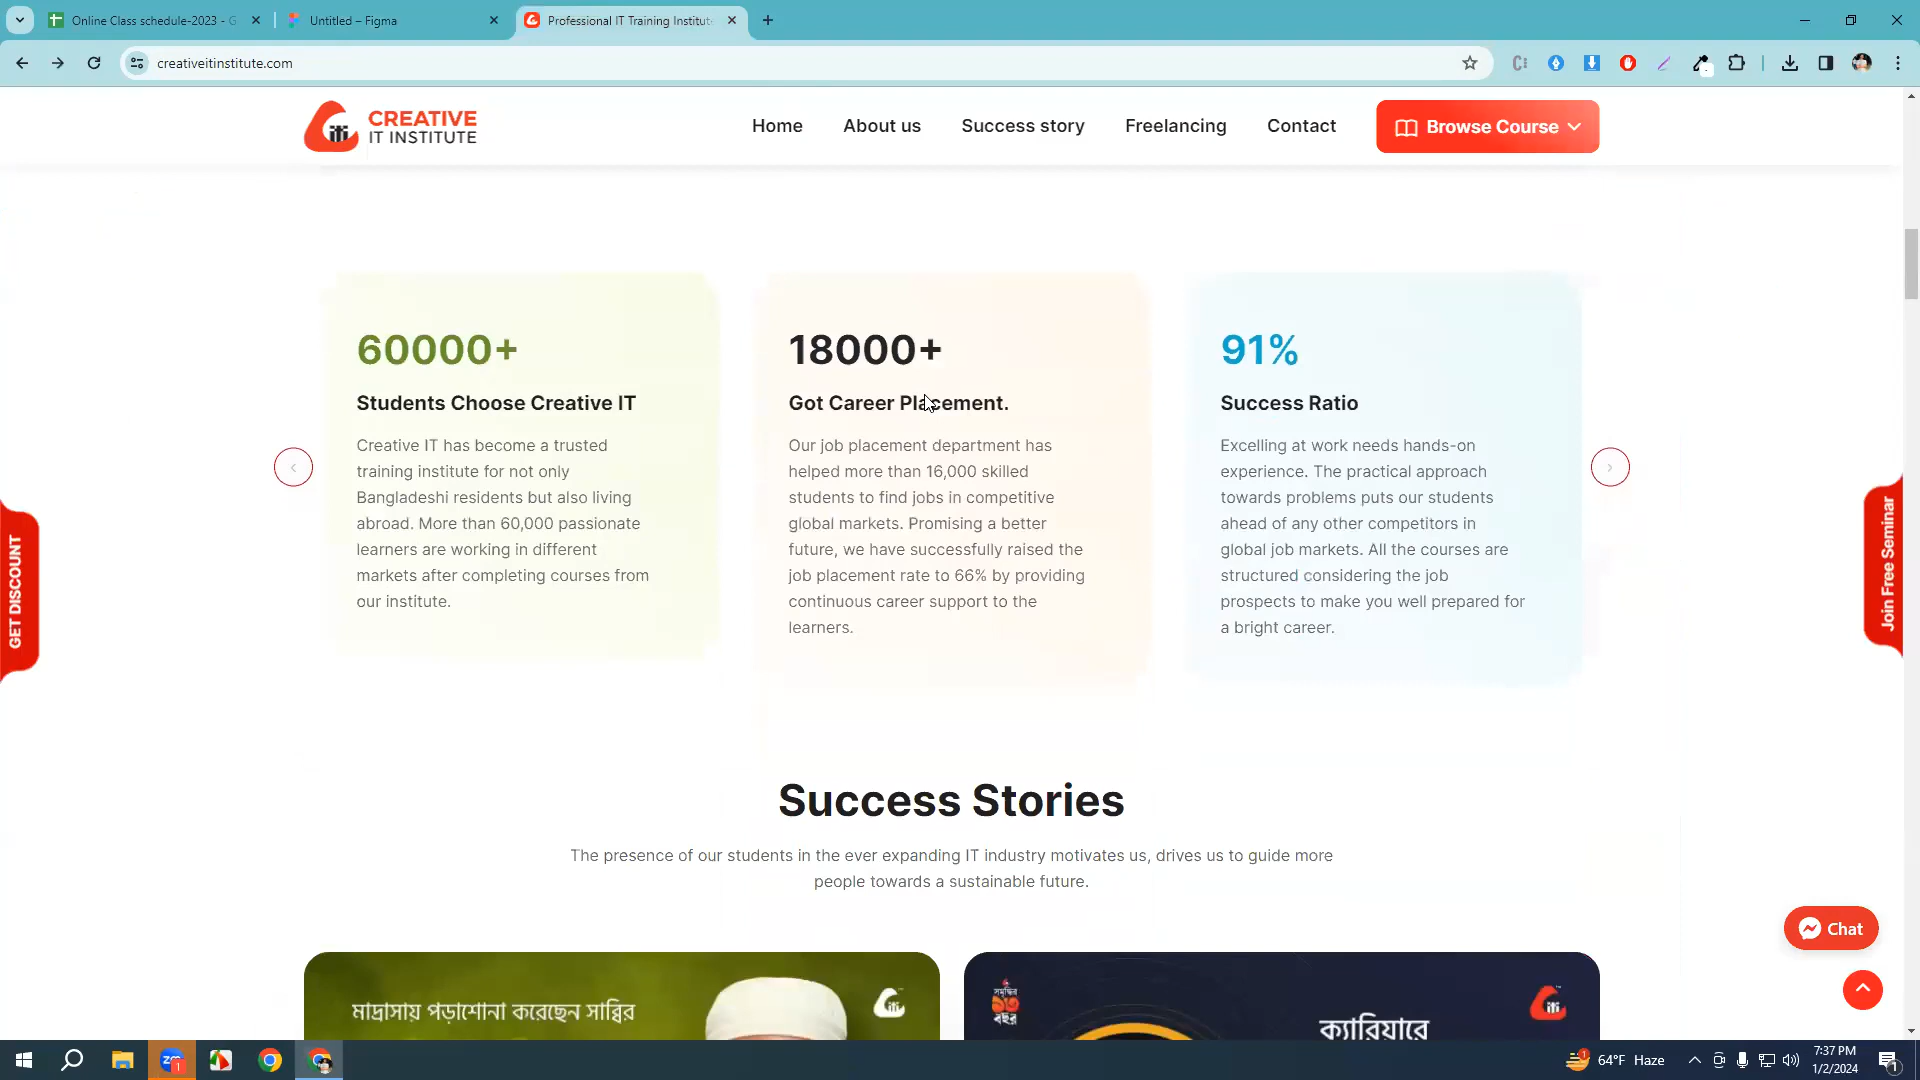 Online Class schedule-2023 - G
Untitled – Figma
Professional IT Training Institut
creativeitinstitute.com
CREATIVE
IT INSTITUTE
Home
About us
Success story
Freelancing
Contact
Browse Course
60000+
Students Choose Creative IT
Creative IT has become a trusted
training institute for not only
Bangladeshi residents but also living
abroad. More than 60,000 passionate
learners are working in different
markets after completing courses from
our institute.
18000+
Got Career Placement.
Our job placement department has
helped more than 16,000 skilled
students to find jobs in competitive
global markets. Promising a better
future, we have successfully raised the
job placement rate to 66% by providing
continuous career support to the
learners.
91%
Success Ratio
Excelling at work needs hands-on
experience. The practical approach
towards problems puts our students
ahead of any other competitors in
global job markets. All the courses are
structured considering the job
prospects to make you well prepared for
a bright career.
GET DISCOUNT
Join Free Seminar
Success Stories
The presence of our students in the ever expanding IT industry motivates us, drives us to guide more
people towards a sustainable future.
মাদ্রাসায় পড়াশোনা করেছেন সাব্বির
সমৃদ্ধির
১৩
বছর
ক্যারিয়ারে
Chat
64°F Haze
7:37 PM
1/2/2024